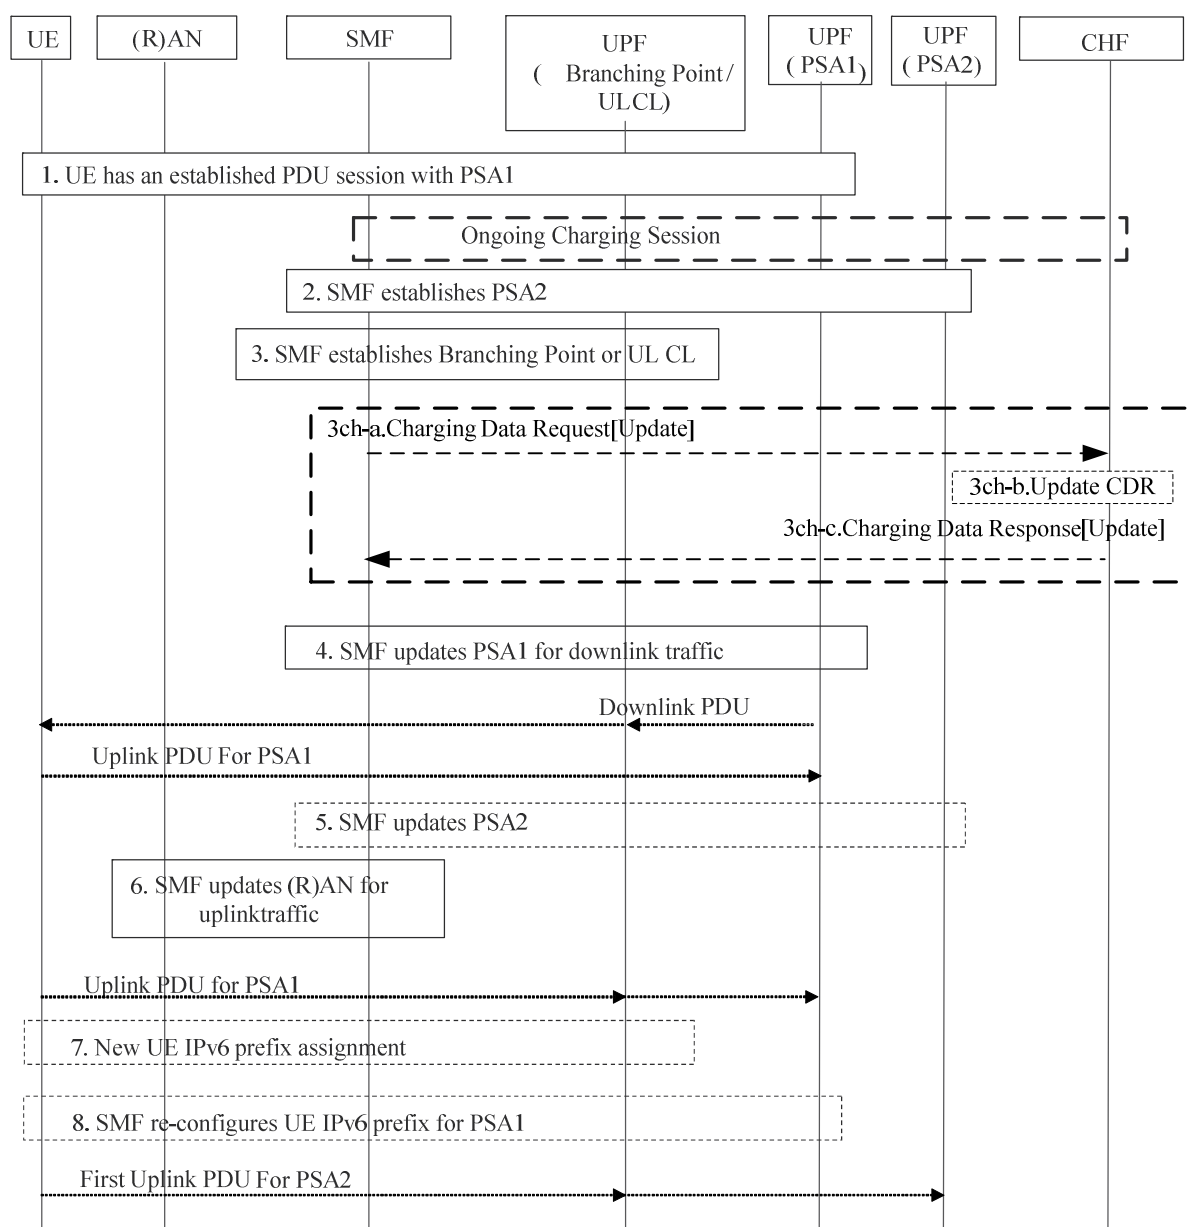 UE
(R)AN
SMF
UPF
( Branching Point/
ULCL)
UPF
( PSA1)
UPF
( PSA2)
CHF
1. UE has an established PDU session with PSA1
Ongoing Charging Session
2. SMF establishes PSA2
3. SMF establishes Branching Point or UL CL
3ch-a.Charging Data Request[Update]
3ch-b.Update CDR
3ch-c.Charging Data Response[Update]
4. SMF updates PSA1 for downlink traffic
Downlink PDU
Uplink PDU For PSA1
5. SMF updates PSA2
6. SMF updates (R)AN for
uplinktraffic
Uplink PDU for PSA1
7. New UE IPv6 prefix assignment
8. SMF re-configures UE IPv6 prefix for PSA1
First Uplink PDU For PSA2